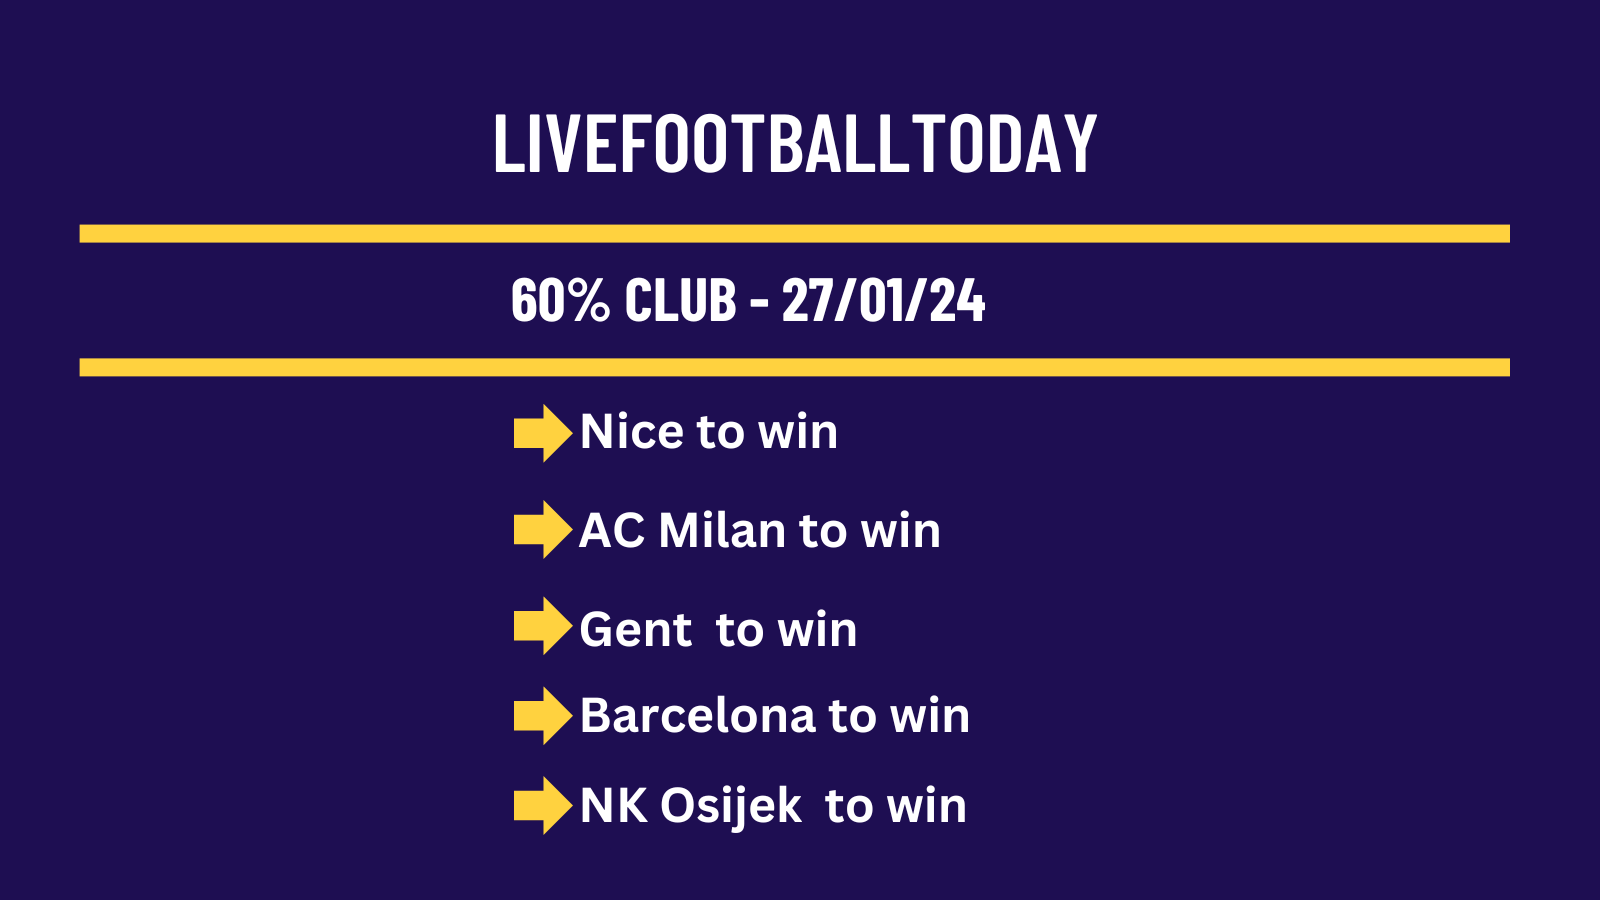 LIVEFOOTBALLTODAY
60% CLUB - 27/01/24
Nice to win
AC Milan to win
Gent  to win
Barcelona to win
NK Osijek  to win